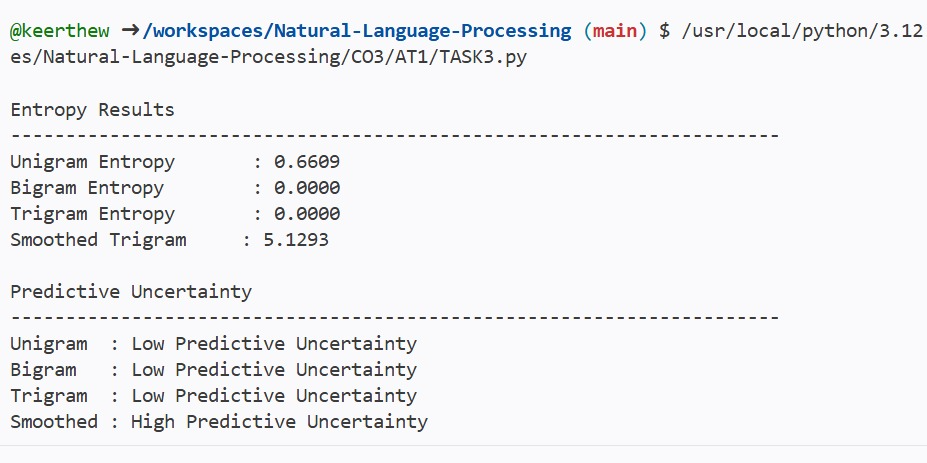 @keerthew ➜/workspaces/Natural-Language-Processing (main) $ /usr/local/python/3.12
es/Natural-Language-Processing/CO3/AT1/TASK3.py
Entropy Results
----------------------------------------------------------------------
Unigram Entropy       : 0.6609
Bigram Entropy        : 0.0000
Trigram Entropy       : 0.0000
Smoothed Trigram     : 5.1293
Predictive Uncertainty
----------------------------------------------------------------------
Unigram  : Low Predictive Uncertainty
Bigram   : Low Predictive Uncertainty
Trigram  : Low Predictive Uncertainty
Smoothed : High Predictive Uncertainty